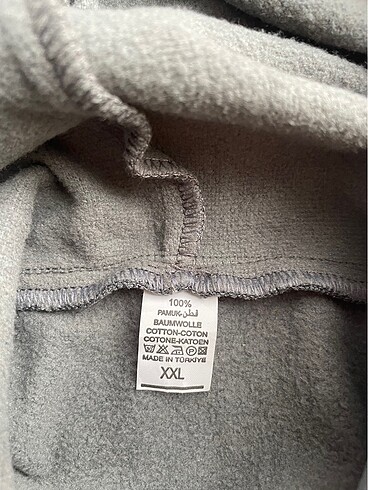 100%
PAMUK-قطن
BAUMWOLLE
COTTON-COTON
COTONE-KATOEN
MADE IN TÜRKİYE
XXL